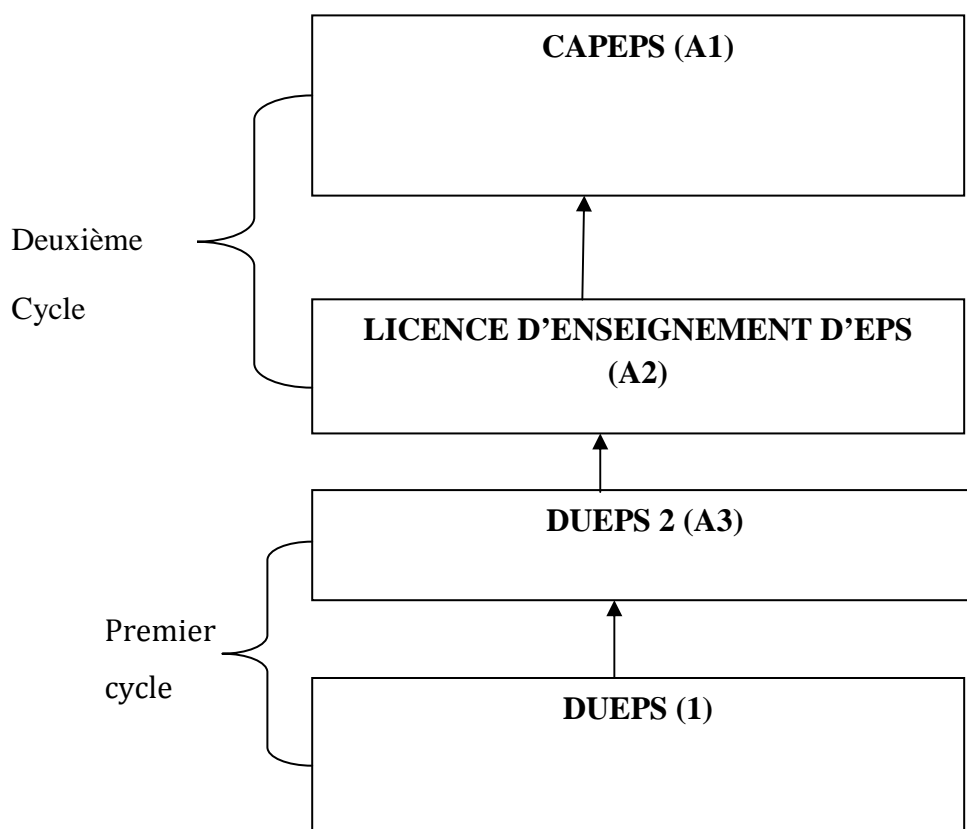 CAPEPS (A1)
Deuxième
Cycle
LICENCE D’ENSEIGNEMENT D’EPS
(A2)
DUEPS 2 (A3)
Premier
cycle
DUEPS (1)